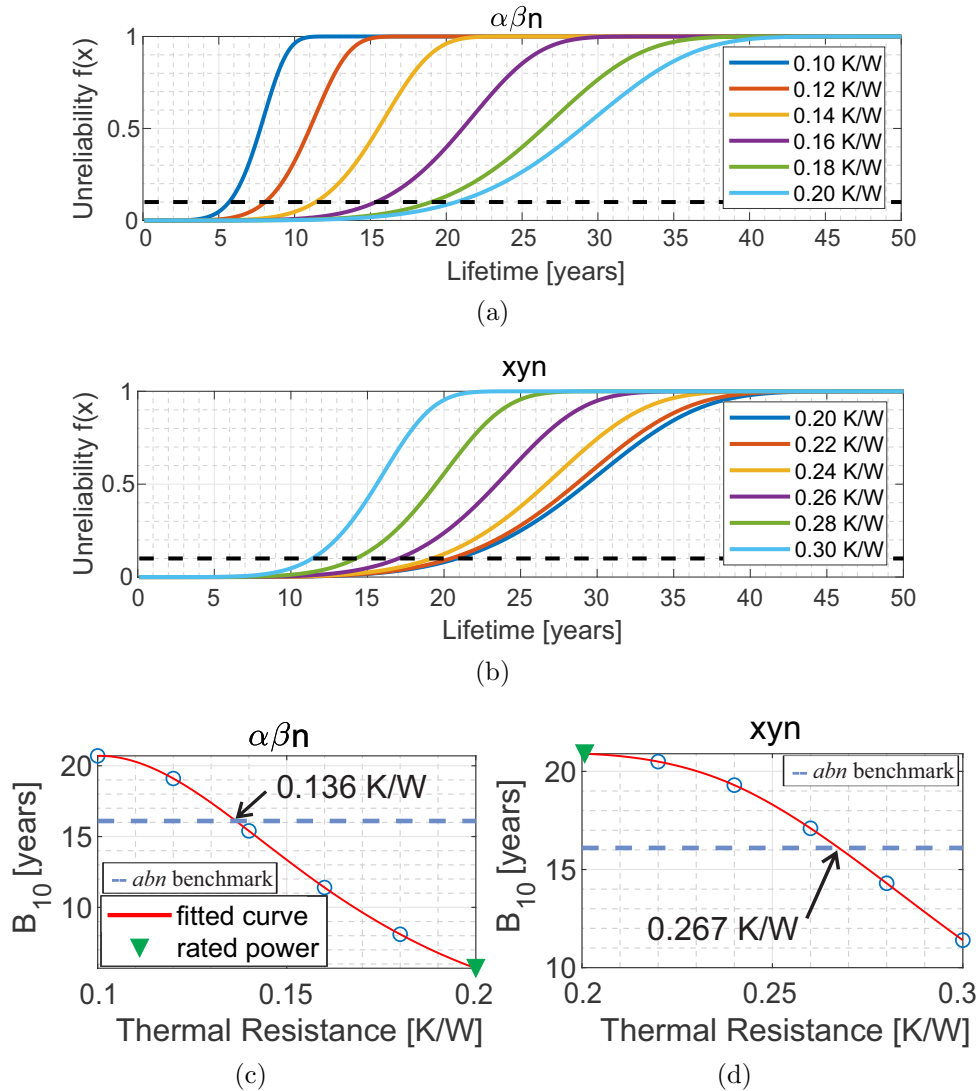 αβn
Unreliability f(x)
1
0.5
0
0.10 K/W
0.12 K/W
0.14 K/W
0.16 K/W
0.18 K/W
0.20 K/W
0 5 10 15 20 25 30 35 40 45 50
Lifetime [years]
(a)
xyn
Unreliability f(x)
1
0.5
0
0.20 K/W
0.22 K/W
0.24 K/W
0.26 K/W
0.28 K/W
0.30 K/W
0 5 10 15 20 25 30 35 40 45 50
Lifetime [years]
(b)
αβn
B10 [years]
20
15
10
0.136 K/W
abn benchmark
fitted curve
rated power
0.1 0.15 0.2
Thermal Resistance [K/W]
(c)
xyn
B10 [years]
20
15
10
abn benchmark
0.267 K/W
0.2 0.25 0.3
Thermal Resistance [K/W]
(d)